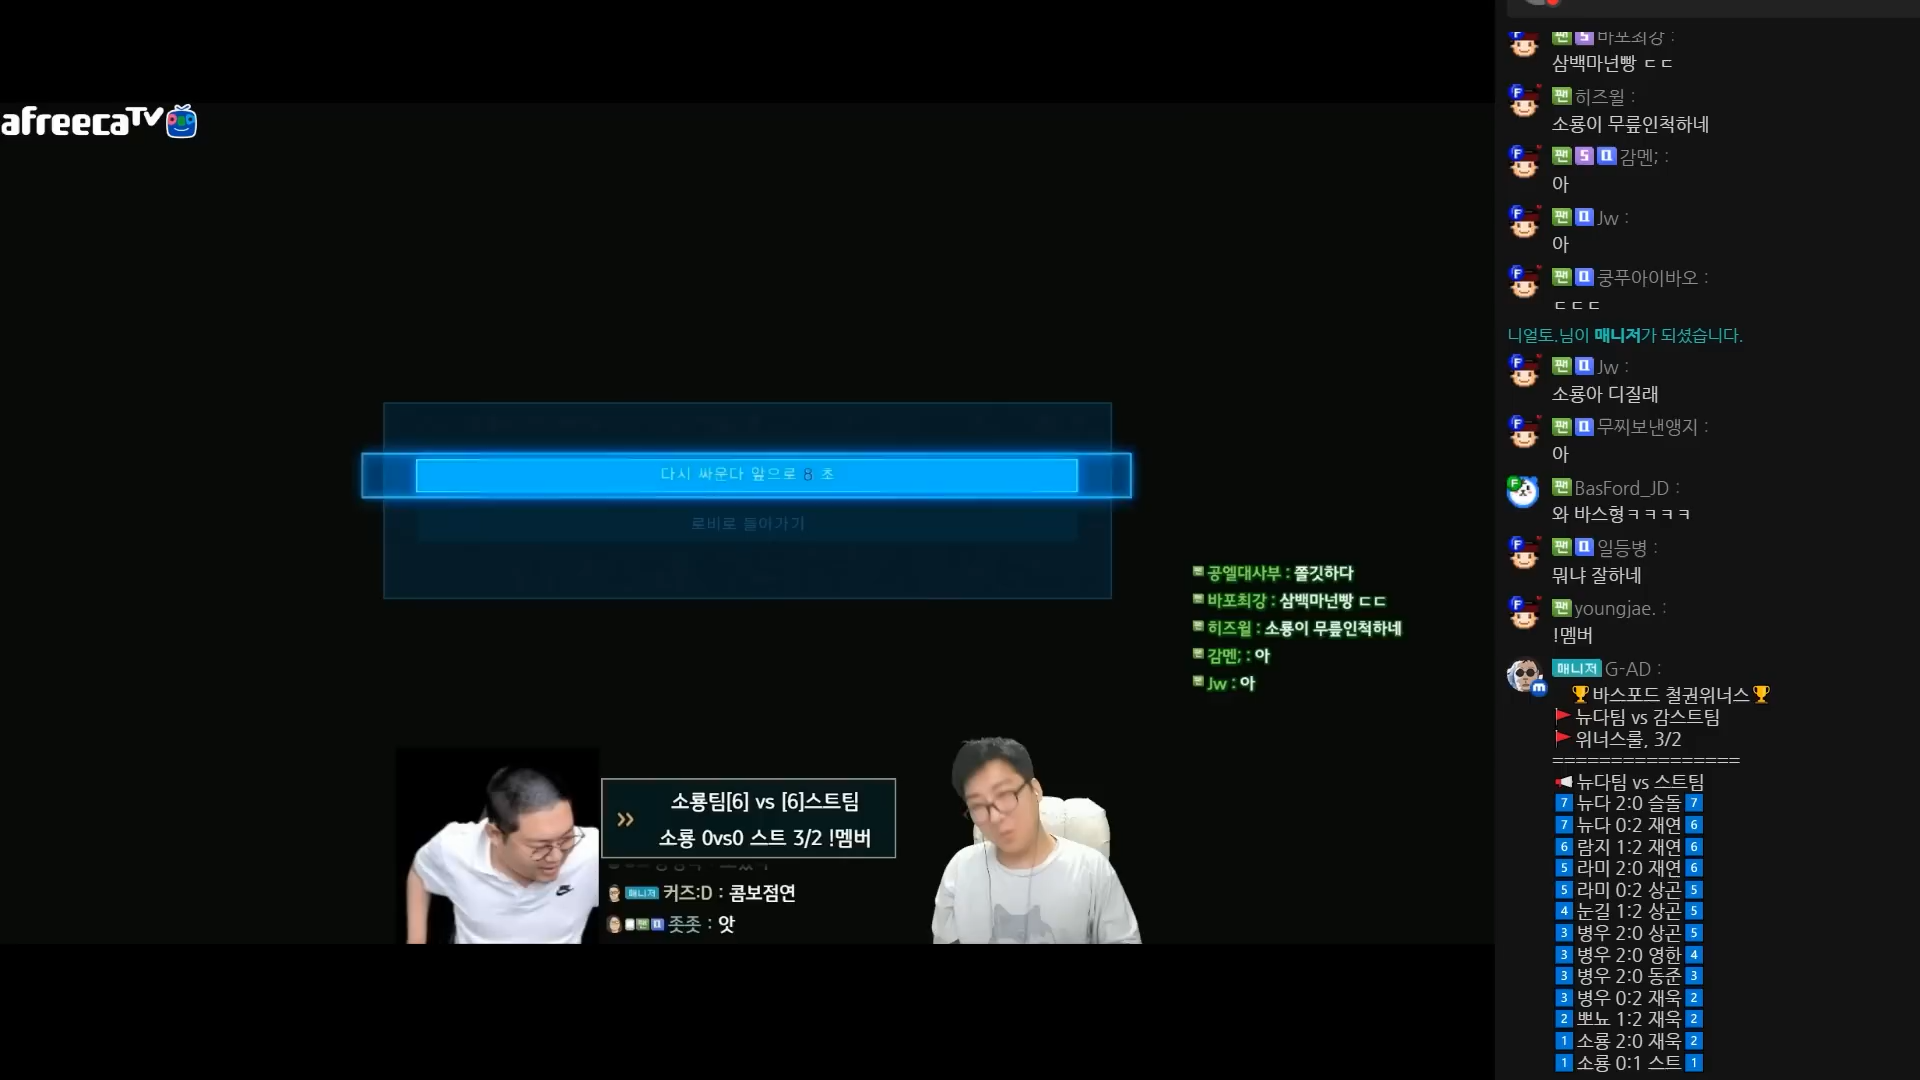 afreecaTV
다시 싸운다 앞으로 8 초
로비로 돌아가기
공엘대사부 : 쫄깃하다
바포최강 : 삼백마넌빵 ㄷㄷ
히즈윌 : 소룡이 무릎인척하네
감멘; : 아
Jw : 아
소룡팀[6] vs [6]스트팀
소룡 0vs0 스트 3/2 !멤버
매니저 커즈:D : 콤보점연
팬 좃좃 : 앗
팬 S 바포최강 :
삼백마넌빵 ㄷㄷ
팬 히즈윌 :
소룡이 무릎인척하네
팬 S 감멘; :
아
팬 Jw :
아
팬 쿵푸아이바오 :
ㄷㄷㄷ
니얼토.님이 매니저가 되셨습니다.
팬 Jw :
소룡아 디질래
팬 무찌보낸앵지 :
아
팬 BasFord_JD :
와 바스형ㅋㅋㅋㅋ
팬 일등병 :
뭐냐 잘하네
팬 youngjae. :
!멤버
매니저 G-AD :
🏆바스포드 철권위너스🏆
뉴다팀 vs 감스트팀
위너스룰, 3/2
================
뉴다팀 vs 스트팀
7 뉴다 2:0 슬돌 7
7 뉴다 0:2 재연 6
6 람지 1:2 재연 6
5 라미 2:0 재연 6
5 라미 0:2 상곤 5
4 눈길 1:2 상곤 5
3 병우 2:0 상곤 5
3 병우 2:0 영한 4
3 병우 2:0 동준 3
3 병우 0:2 재욱 2
2 뽀뇨 1:2 재욱 2
1 소룡 2:0 재욱 2
1 소룡 0:1 스트 1